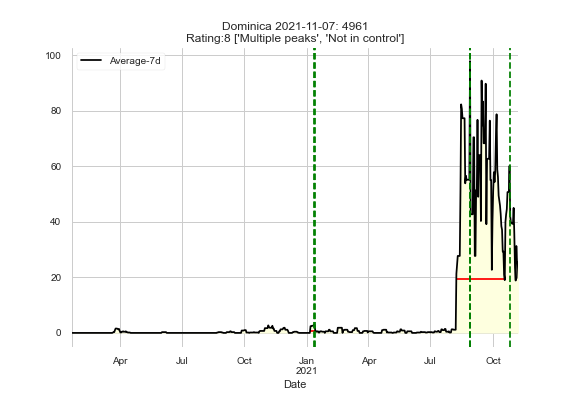 Dominica 2021-11-07: 4961
Rating:8 ['Multiple peaks', 'Not in control']
100
Average-7d
80
60
40
20
0
Apr
Jul
Oct
Jan
2021
Apr
Jul
Oct
Date